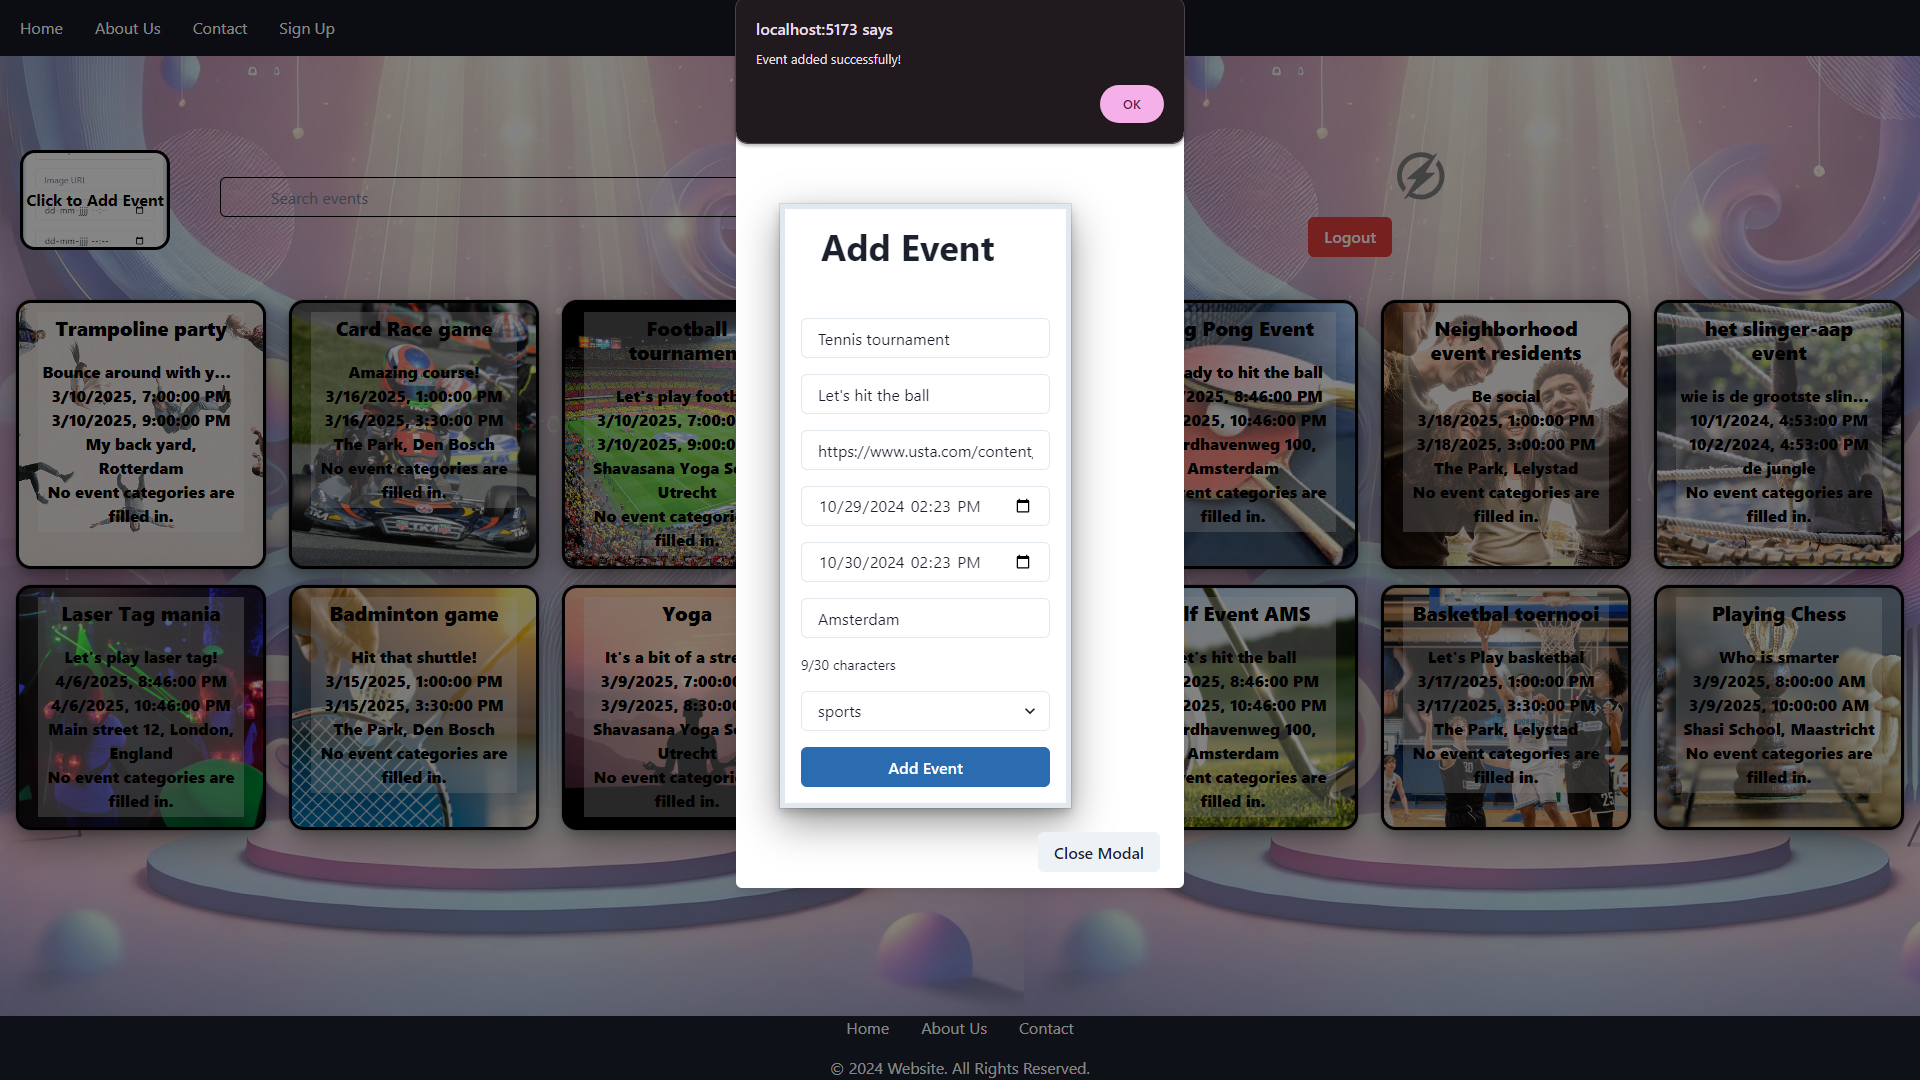 Home
About Us
Contact
Sign Up
localhost:5173 says
Event added successfully!
OK
Image URL
Click to Add Event
dd-mm-jjjj --:--
dd-mm-jjjj --:--
Search events
Logout
Add Event
Tennis tournament
Let's hit the ball
https://www.usta.com/content,
10/29/2024 02:23 PM
10/30/2024 02:23 PM
Amsterdam
9/30 characters
sports
Add Event
Close Modal
Trampoline party
Bounce around with y...
3/10/2025, 7:00:00 PM
3/10/2025, 9:00:00 PM
My back yard,
Rotterdam
No event categories are
filled in.
Card Race game
Amazing course!
3/16/2025, 1:00:00 PM
3/16/2025, 3:30:00 PM
The Park, Den Bosch
No event categories are
filled in.
Football
tournamen
Let's play footb
3/10/2025, 7:00:0
3/10/2025, 9:00:0
Shavasana Yoga S
Utrecht
No event categori
filled in.
g Pong Event
ady to hit the ball
2025, 8:46:00 PM
2025, 10:46:00 PM
rdhavenweg 100,
Amsterdam
ent categories are
filled in.
Neighborhood
event residents
Be social
3/18/2025, 1:00:00 PM
3/18/2025, 3:00:00 PM
The Park, Lelystad
No event categories are
filled in.
het slinger-aap
event
wie is de grootste slin...
10/1/2024, 4:53:00 PM
10/2/2024, 4:53:00 PM
de jungle
No event categories are
filled in.
Laser Tag mania
Let's play laser tag!
4/6/2025, 8:46:00 PM
4/6/2025, 10:46:00 PM
Main street 12, London,
England
No event categories are
filled in.
Badminton game
Hit that shuttle!
3/15/2025, 1:00:00 PM
3/15/2025, 3:30:00 PM
The Park, Den Bosch
No event categories are
filled in.
Yoga
It's a bit of a stre
3/9/2025, 7:00:00
3/9/2025, 8:30:00
Shavasana Yoga S
Utrecht
No event categori
filled in.
lf Event AMS
t's hit the ball
2025, 8:46:00 PM
2025, 10:46:00 PM
rdhavenweg 100,
Amsterdam
ent categories are
filled in.
Basketbal toernooi
Let's Play basketbal
3/17/2025, 1:00:00 PM
3/17/2025, 3:30:00 PM
The Park, Lelystad
No event categories are
filled in.
Playing Chess
Who is smarter
3/9/2025, 8:00:00 AM
3/9/2025, 10:00:00 AM
Shasi School, Maastricht
No event categories are
filled in.
Home
About Us
Contact
© 2024 Website. All Rights Reserved.